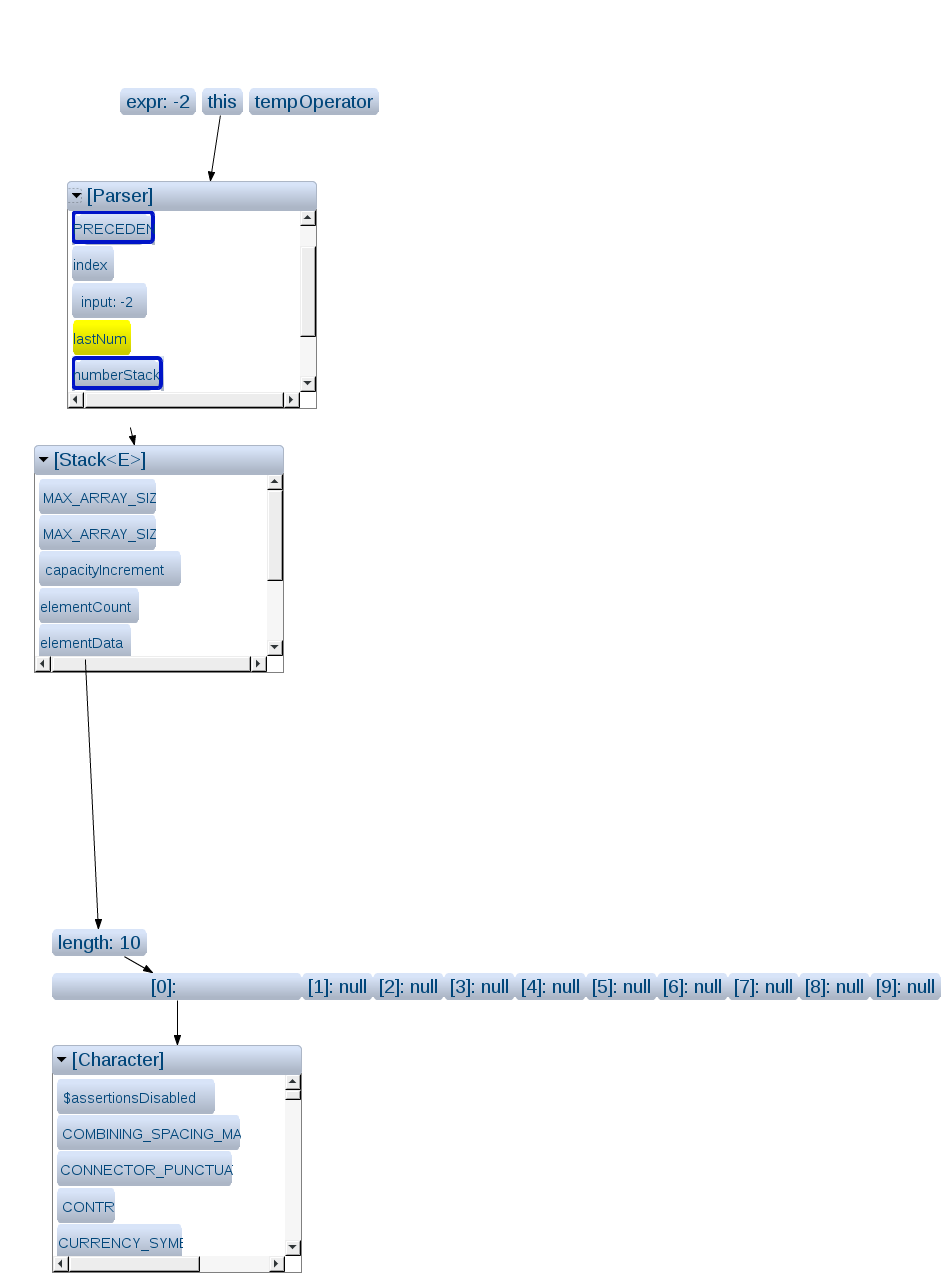 expr: -2 this tempOperator
[Parser]
PRECEDEN
index
input: -2
lastNum
numberStack
[Stack<E>]
MAX_ARRAY_SIZ
MAX_ARRAY_SIZ
capacityIncrement
elementCount
elementData
length: 10
[0]: [1]: null [2]: null [3]: null [4]: null [5]: null [6]: null [7]: null [8]: null [9]: null
[Character]
$assertionsDisabled
COMBINING_SPACING_MA
CONNECTOR_PUNCTUA
CONTR
CURRENCY_SYMB